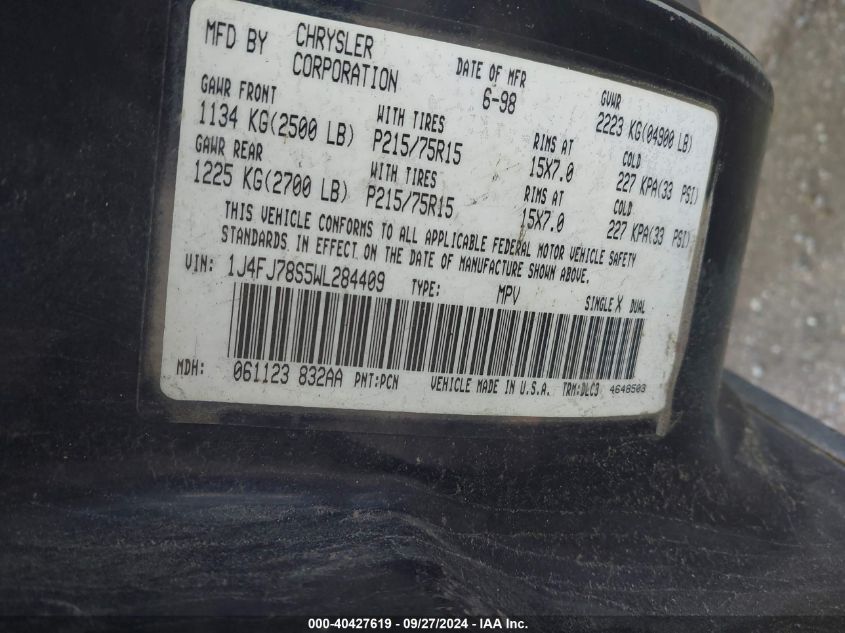 MFD BY CHRYSLER CORPORATION DATE OF MFR 6-98 GVWR 2223 KG(04900 LB)
GAWR FRONT WITH TIRES RIMS AT COLD
1134 KG(2500 LB) P215/75R15 15X7.0 227 KPA(33 PSI)
GAWR REAR WITH TIRES RIMS AT COLD
1225 KG(2700 LB) P215/75R15 15X7.0 227 KPA(33 PSI)
THIS VEHICLE CONFORMS TO ALL APPLICABLE FEDERAL MOTOR VEHICLE SAFETY
STANDARDS IN EFFECT ON THE DATE OF MANUFACTURE SHOWN ABOVE.
VIN: 1J4FJ78S5WL284409 TYPE: MPV SINGLE X DUAL
MDH: 061123 832AA PNT:PCN VEHICLE MADE IN U.S.A. TRM:DLC3 4648503
000-40427619 - 09/27/2024 - IAAI Inc.